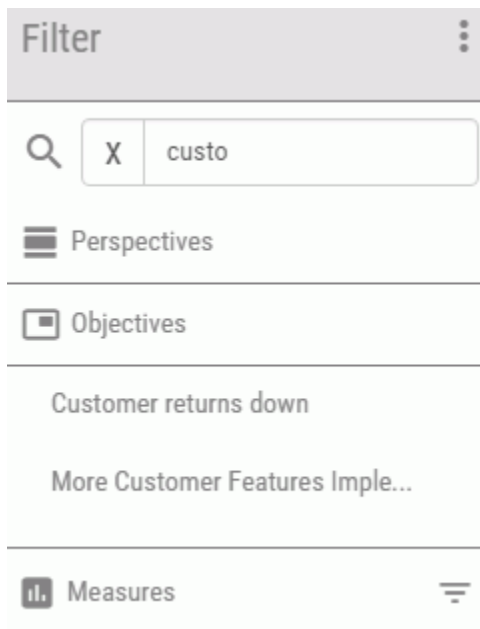 Filter
X custo
Perspectives
Objectives
Customer returns down
More Customer Features Imple...
Measures